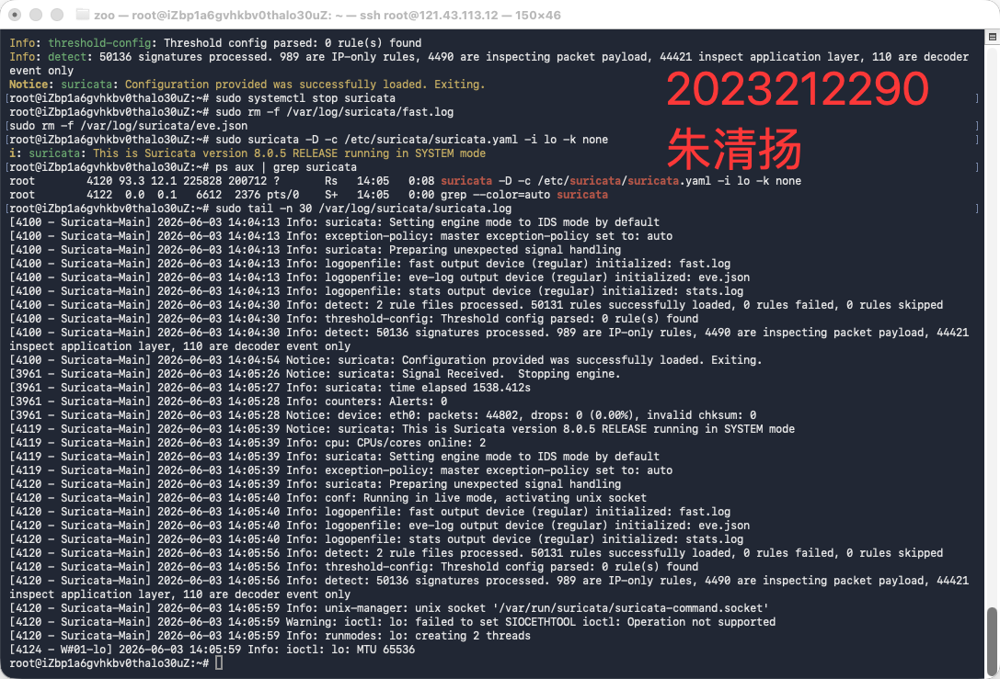 zoo — root@iZbp1a6gvhkbv0thalo30uZ: ~ — ssh root@121.43.113.12 — 150×46
Info: threshold-config: Threshold config parsed: 0 rule(s) found
Info: detect: 50136 signatures processed. 989 are IP-only rules, 4490 are inspecting packet payload, 44421 inspect application layer, 110 are decoder
event only
Notice: suricata: Configuration provided was successfully loaded. Exiting.
[root@iZbp1a6gvhkbv0thalo30uZ:~# sudo systemctl stop suricata ]
root@iZbp1a6gvhkbv0thalo30uZ:~# sudo rm -f /var/log/suricata/fast.log
[sudo rm -f /var/log/suricata/eve.json ]
[root@iZbp1a6gvhkbv0thalo30uZ:~# sudo suricata -D -c /etc/suricata/suricata.yaml -i lo -k none ]
i: suricata: This is Suricata version 8.0.5 RELEASE running in SYSTEM mode
[root@iZbp1a6gvhkbv0thalo30uZ:~# ps aux | grep suricata ]
root 4120 93.3 12.1 225828 200712 ? Rs 14:05 0:08 suricata -D -c /etc/suricata/suricata.yaml -i lo -k none
root 4122 0.0 0.1 6612 2376 pts/0 S+ 14:05 0:00 grep --color=auto suricata
[root@iZbp1a6gvhkbv0thalo30uZ:~# sudo tail -n 30 /var/log/suricata/suricata.log ]
[4100 - Suricata-Main] 2026-06-03 14:04:13 Info: suricata: Setting engine mode to IDS mode by default
[4100 - Suricata-Main] 2026-06-03 14:04:13 Info: exception-policy: master exception-policy set to: auto
[4100 - Suricata-Main] 2026-06-03 14:04:13 Info: suricata: Preparing unexpected signal handling
[4100 - Suricata-Main] 2026-06-03 14:04:13 Info: logopenfile: fast output device (regular) initialized: fast.log
[4100 - Suricata-Main] 2026-06-03 14:04:13 Info: logopenfile: eve-log output device (regular) initialized: eve.json
[4100 - Suricata-Main] 2026-06-03 14:04:13 Info: logopenfile: stats output device (regular) initialized: stats.log
[4100 - Suricata-Main] 2026-06-03 14:04:30 Info: detect: 2 rule files processed. 50131 rules successfully loaded, 0 rules failed, 0 rules skipped
[4100 - Suricata-Main] 2026-06-03 14:04:30 Info: threshold-config: Threshold config parsed: 0 rule(s) found
[4100 - Suricata-Main] 2026-06-03 14:04:30 Info: detect: 50136 signatures processed. 989 are IP-only rules, 4490 are inspecting packet payload, 44421
inspect application layer, 110 are decoder event only
[4100 - Suricata-Main] 2026-06-03 14:04:54 Notice: suricata: Configuration provided was successfully loaded. Exiting.
[3961 - Suricata-Main] 2026-06-03 14:05:26 Notice: suricata: Signal Received.  Stopping engine.
[3961 - Suricata-Main] 2026-06-03 14:05:27 Info: suricata: time elapsed 1538.412s
[3961 - Suricata-Main] 2026-06-03 14:05:28 Info: counters: Alerts: 0
[3961 - Suricata-Main] 2026-06-03 14:05:28 Notice: device: eth0: packets: 44802, drops: 0 (0.00%), invalid chksum: 0
[4119 - Suricata-Main] 2026-06-03 14:05:39 Notice: suricata: This is Suricata version 8.0.5 RELEASE running in SYSTEM mode
[4119 - Suricata-Main] 2026-06-03 14:05:39 Info: cpu: CPUs/cores online: 2
[4119 - Suricata-Main] 2026-06-03 14:05:39 Info: suricata: Setting engine mode to IDS mode by default
[4119 - Suricata-Main] 2026-06-03 14:05:39 Info: exception-policy: master exception-policy set to: auto
[4120 - Suricata-Main] 2026-06-03 14:05:39 Info: suricata: Preparing unexpected signal handling
[4120 - Suricata-Main] 2026-06-03 14:05:40 Info: conf: Running in live mode, activating unix socket
[4120 - Suricata-Main] 2026-06-03 14:05:40 Info: logopenfile: fast output device (regular) initialized: fast.log
[4120 - Suricata-Main] 2026-06-03 14:05:40 Info: logopenfile: eve-log output device (regular) initialized: eve.json
[4120 - Suricata-Main] 2026-06-03 14:05:40 Info: logopenfile: stats output device (regular) initialized: stats.log
[4120 - Suricata-Main] 2026-06-03 14:05:56 Info: detect: 2 rule files processed. 50131 rules successfully loaded, 0 rules failed, 0 rules skipped
[4120 - Suricata-Main] 2026-06-03 14:05:56 Info: threshold-config: Threshold config parsed: 0 rule(s) found
[4120 - Suricata-Main] 2026-06-03 14:05:56 Info: detect: 50136 signatures processed. 989 are IP-only rules, 4490 are inspecting packet payload, 44421
inspect application layer, 110 are decoder event only
[4120 - Suricata-Main] 2026-06-03 14:05:59 Info: unix-manager: unix socket '/var/run/suricata/suricata-command.socket'
[4120 - Suricata-Main] 2026-06-03 14:05:59 Warning: ioctl: lo: failed to set SIOCETHTOOL ioctl: Operation not supported
[4120 - Suricata-Main] 2026-06-03 14:05:59 Info: runmodes: lo: creating 2 threads
[4124 - W#01-lo] 2026-06-03 14:05:59 Info: ioctl: lo: MTU 65536
root@iZbp1a6gvhkbv0thalo30uZ:~#
2023212290
朱清扬